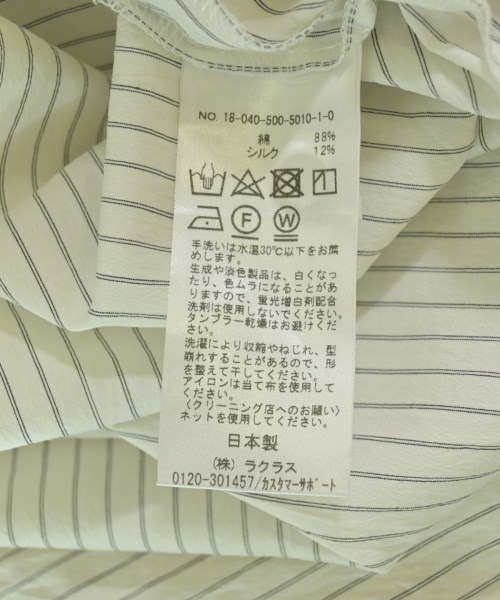 NO. 18-040-500-5010-1-0
綿 88%
シルク 12%
F W
手洗いは水温30℃以下をお薦
めします。
生成や淡色製品は、白くなっ
たり、色ムラになることがあ
りますので、蛍光増白剤配合
洗剤は使用しないでください。
タンブラー乾燥はお避けくだ
さい。
洗濯により収縮やねじれ、型
崩れすることがあるので、形
を整えて干してください。
アイロンは当て布を使用して
ください。
〈クリーニング店へのお願い〉
ネットを使用してください。
日本製
(株) ラクラス
0120-301457/カスタマーサポート